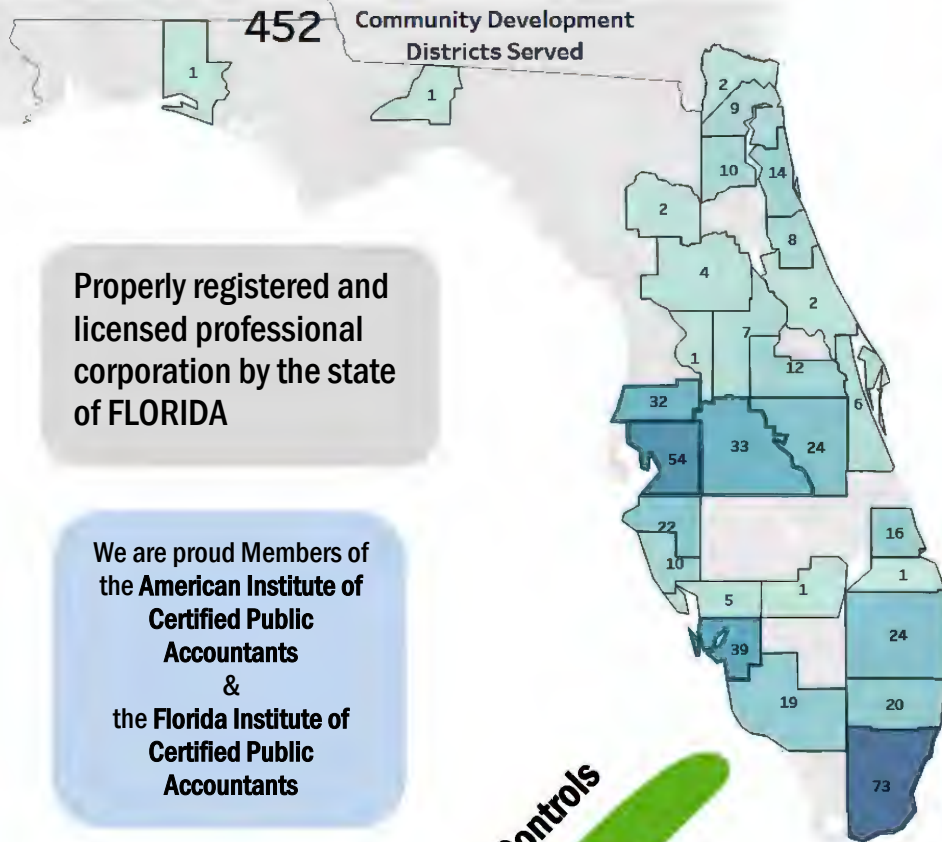 452 Community Development
Districts Served
1
1
2
9
10
14
2
8
4
2
7
1
12
32
6
54
33
24
22
16
10
1
5
1
24
39
19
20
73
Properly registered and
licensed professional
corporation by the state
of FLORIDA
We are proud Members of
the American Institute of
Certified Public
Accountants
&
the Florida Institute of
Certified Public
Accountants